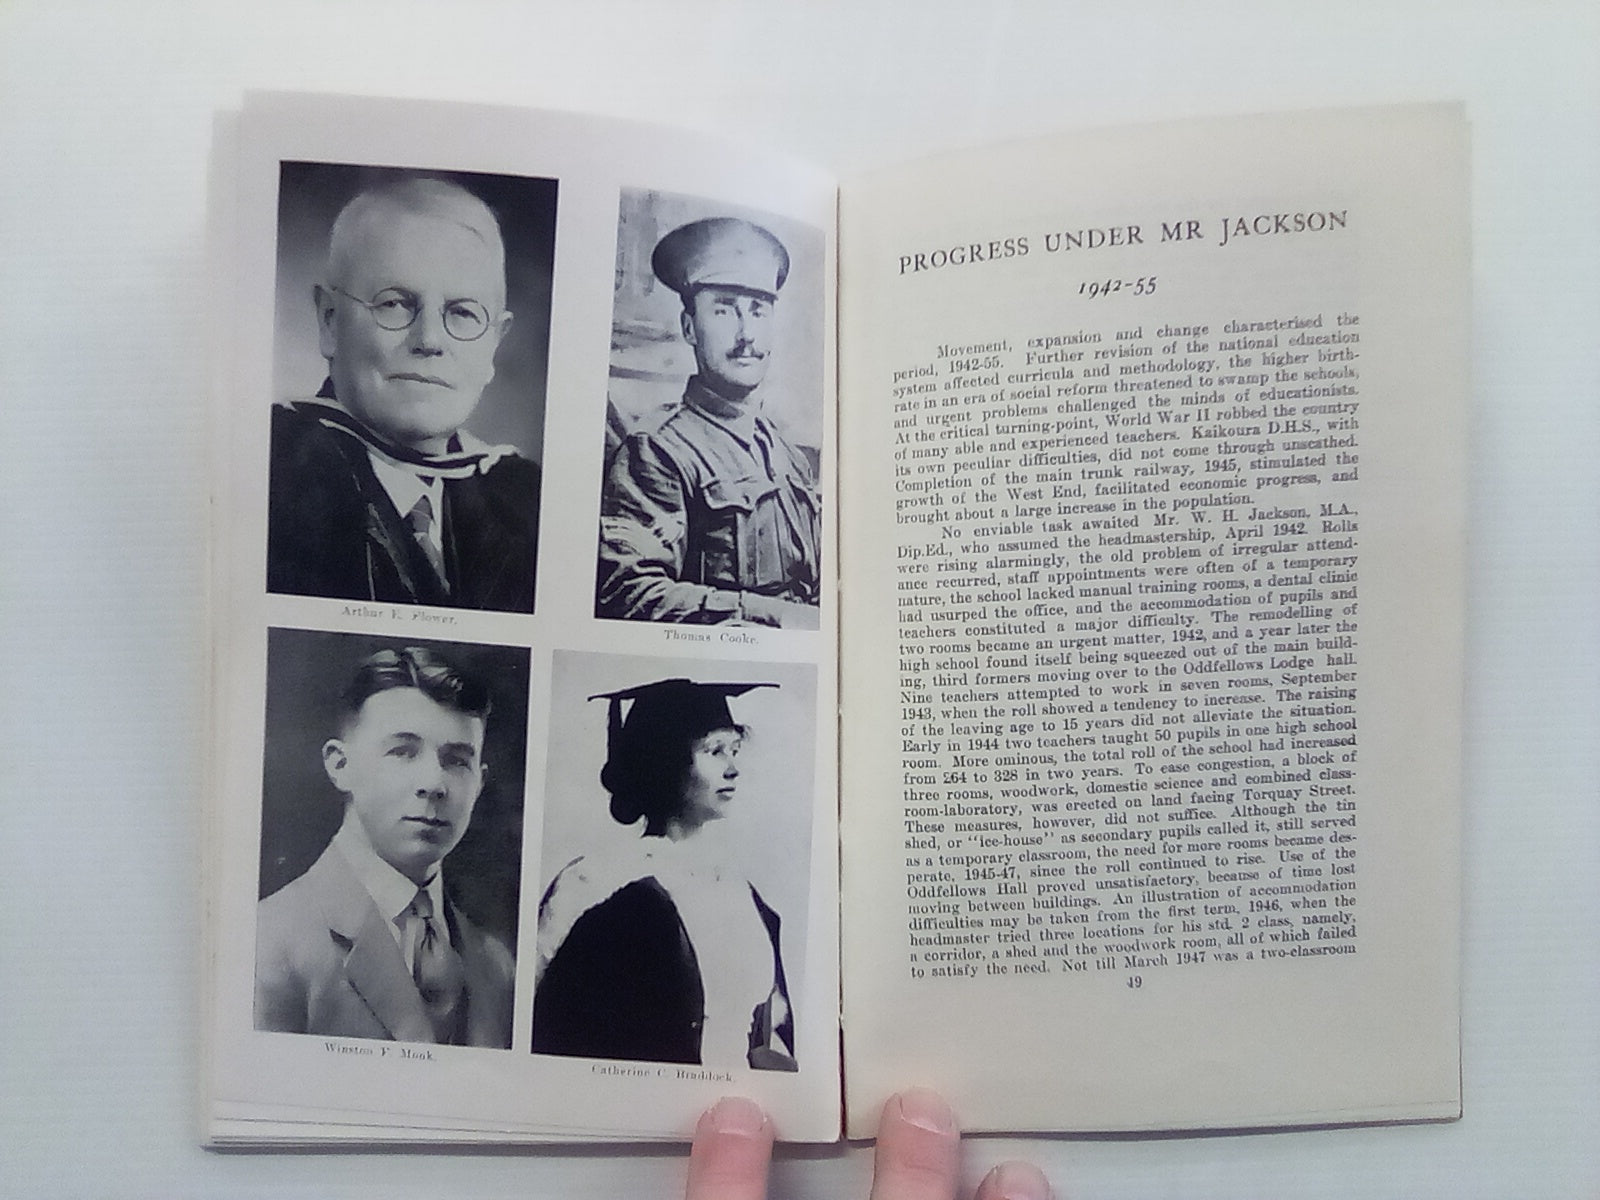 Arthur E. Flower.
Thomas Cooke.
Winston F. Monk.
Catherine C. Braddock.
PROGRESS UNDER MR JACKSON
1942-55
Movement, expansion and change characterised the
period, 1942-55. Further revision of the national education
system affected curricula and methodology, the higher birth-
rate in an era of social reform threatened to swamp the schools,
and urgent problems challenged the minds of educationists.
At the critical turning-point, World War II robbed the country
of many able and experienced teachers. Kaikoura D.H.S., with
its own peculiar difficulties, did not come through unscathed.
Completion of the main trunk railway, 1945, stimulated the
growth of the West End, facilitated economic progress, and
brought about a large increase in the population.
No enviable task awaited Mr. W. H. Jackson, M.A.,
Dip.Ed., who assumed the headmastership, April 1942. Rolls
were rising alarmingly, the old problem of irregular attend-
ance recurred, staff appointments were often of a temporary
nature, the school lacked manual training rooms, a dental clinic
had usurped the office, and the accommodation of pupils and
teachers constituted a major difficulty. The remodelling of
two rooms became an urgent matter, 1942, and a year later the
high school found itself being squeezed out of the main build-
ing, third formers moving over to the Oddfellows Lodge hall.
Nine teachers attempted to work in seven rooms, September
1943, when the roll showed a tendency to increase. The raising
of the leaving age to 15 years did not alleviate the situation.
Early in 1944 two teachers taught 50 pupils in one high school
room. More ominous, the total roll of the school had increased
from 264 to 328 in two years. To ease congestion, a block of
three rooms, woodwork, domestic science and combined class-
room-laboratory, was erected on land facing Torquay Street.
These measures, however, did not suffice. Although the tin
shed, or "ice-house" as secondary pupils called it, still served
as a temporary classroom, the need for more rooms became des-
perate, 1945-47, since the roll continued to rise. Use of the
Oddfellows Hall proved unsatisfactory, because of time lost
moving between buildings. An illustration of accommodation
difficulties may be taken from the first term, 1946, when the
headmaster tried three locations for his std. 2 class, namely,
a corridor, a shed and the woodwork room, all of which failed
to satisfy the need. Not till March 1947 was a two-classroom
49